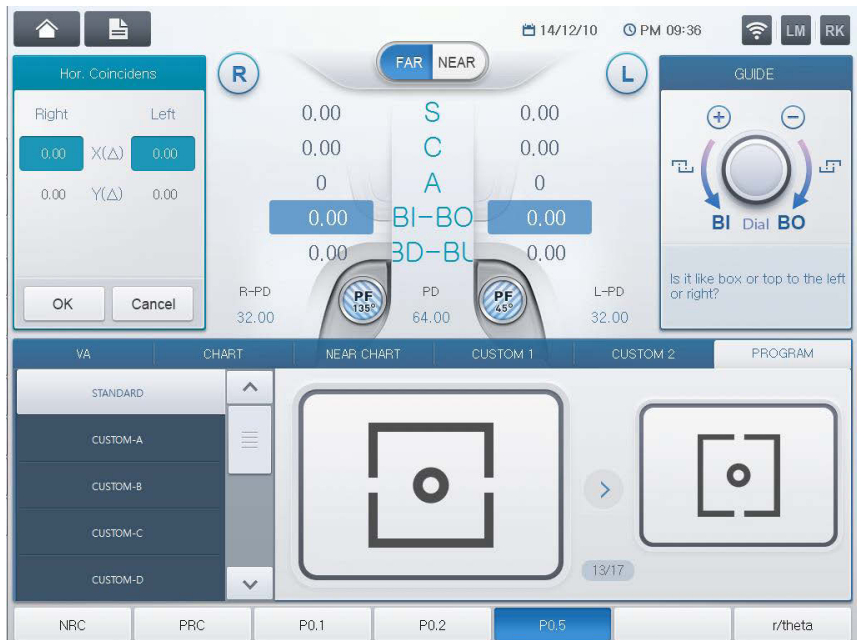 14/12/10 PM 09:36 LM RK
Hor. Coincidens
Right Left
0.00 X(△) 0.00
0.00 Y(△) 0.00
OK Cancel
R L
FAR NEAR
0.00 S 0.00
0.00 C 0.00
0 A 0
0.00 BI-BO 0.00
0.00 BD-BU 0.00
R-PD PD L-PD
PF 135° PF 45°
32.00 64.00 32.00
GUIDE
+ −
BI Dial BO
Is it like box or top to the left
or right?
VA CHART NEAR CHART CUSTOM 1 CUSTOM 2 PROGRAM
STANDARD
CUSTOM-A
CUSTOM-B
CUSTOM-C
CUSTOM-D
13/17
NRC PRC P0.1 P0.2 P0.5 r/theta